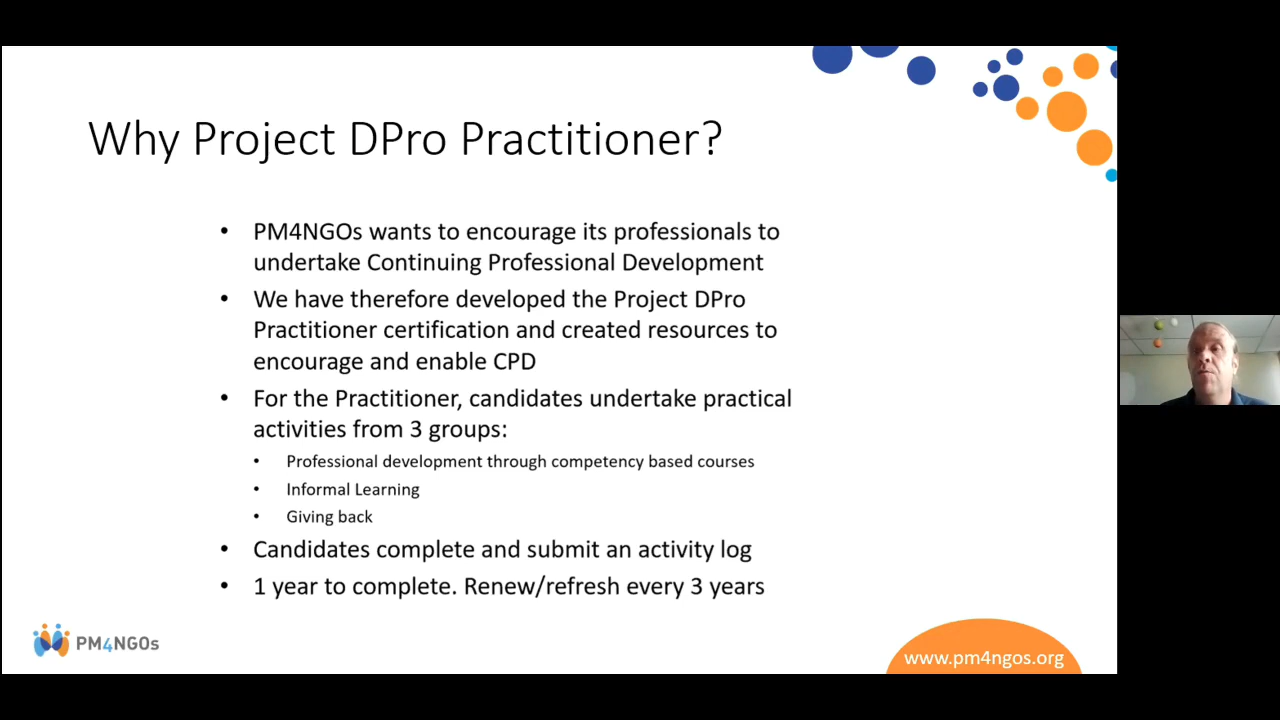 Why Project DPro Practitioner?
• PM4NGOs wants to encourage its professionals to
undertake Continuing Professional Development
• We have therefore developed the Project DPro
Practitioner certification and created resources to
encourage and enable CPD
• For the Practitioner, candidates undertake practical
activities from 3 groups:
• Professional development through competency based courses
• Informal Learning
• Giving back
• Candidates complete and submit an activity log
• 1 year to complete. Renew/refresh every 3 years
PM4NGOs
www.pm4ngos.org